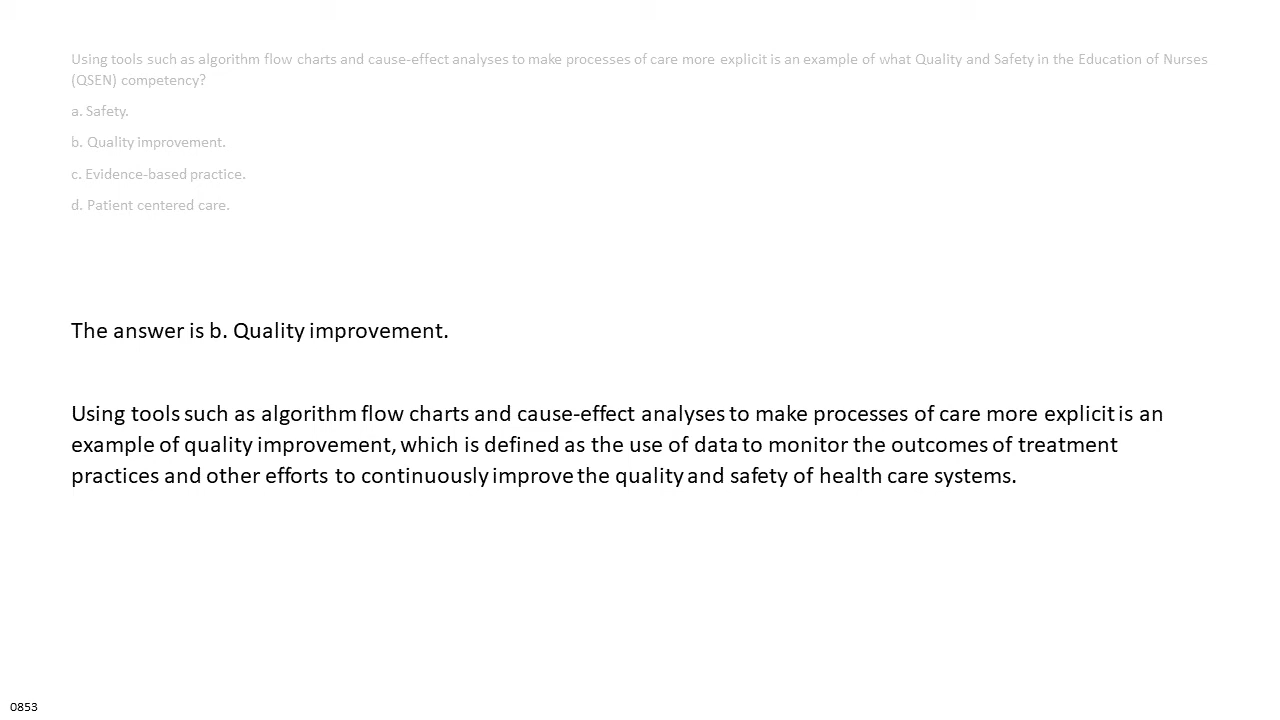 Using tools such as algorithm flow charts and cause-effect analyses to make processes of care more explicit is an example of what Quality and Safety in the Education of Nurses
(QSEN) competency?
a. Safety.
b. Quality improvement.
c. Evidence-based practice.
d. Patient centered care.
The answer is b. Quality improvement.
Using tools such as algorithm flow charts and cause-effect analyses to make processes of care more explicit is an
example of quality improvement, which is defined as the use of data to monitor the outcomes of treatment
practices and other efforts to continuously improve the quality and safety of health care systems.
0853